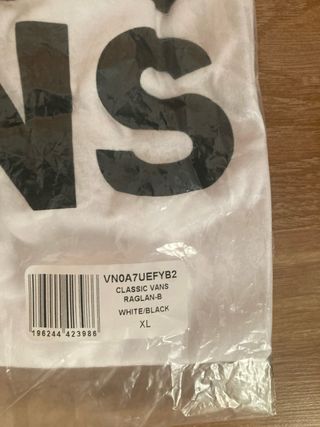 NS
VN0A7UEFYB2
CLASSIC VANS
RAGLAN-B
WHITE/BLACK
XL
196244 423986